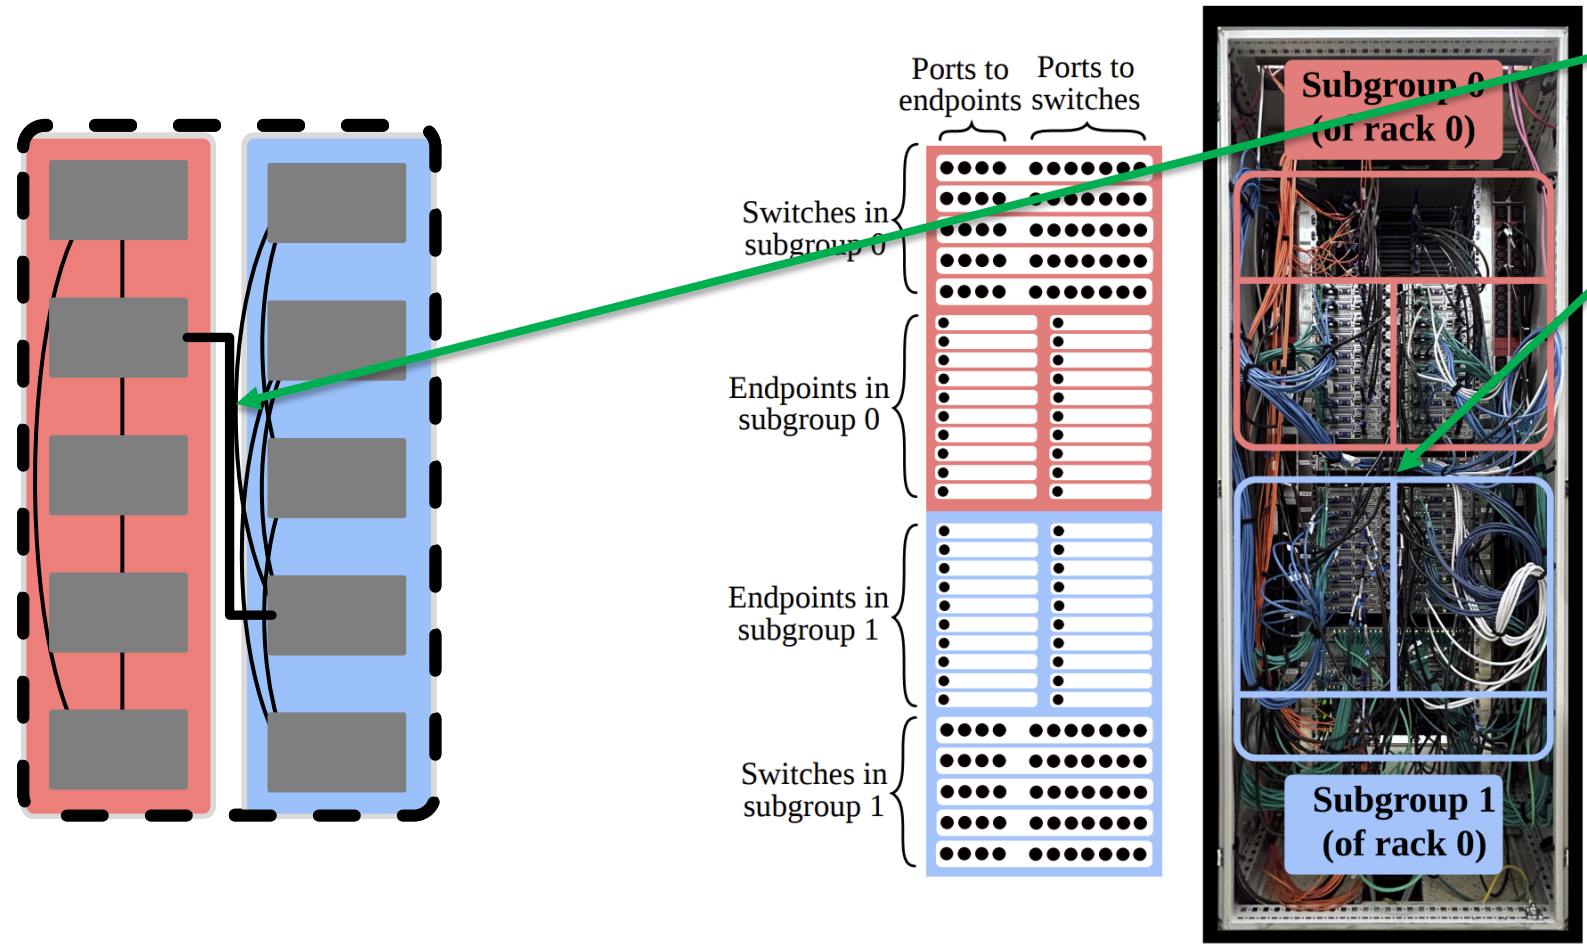 Ports to
endpoints
Ports to
switches
Switches in
subgroup 0
Endpoints in
subgroup 0
Endpoints in
subgroup 1
Switches in
subgroup 1
Subgroup 0
(of rack 0)
Subgroup 1
(of rack 0)